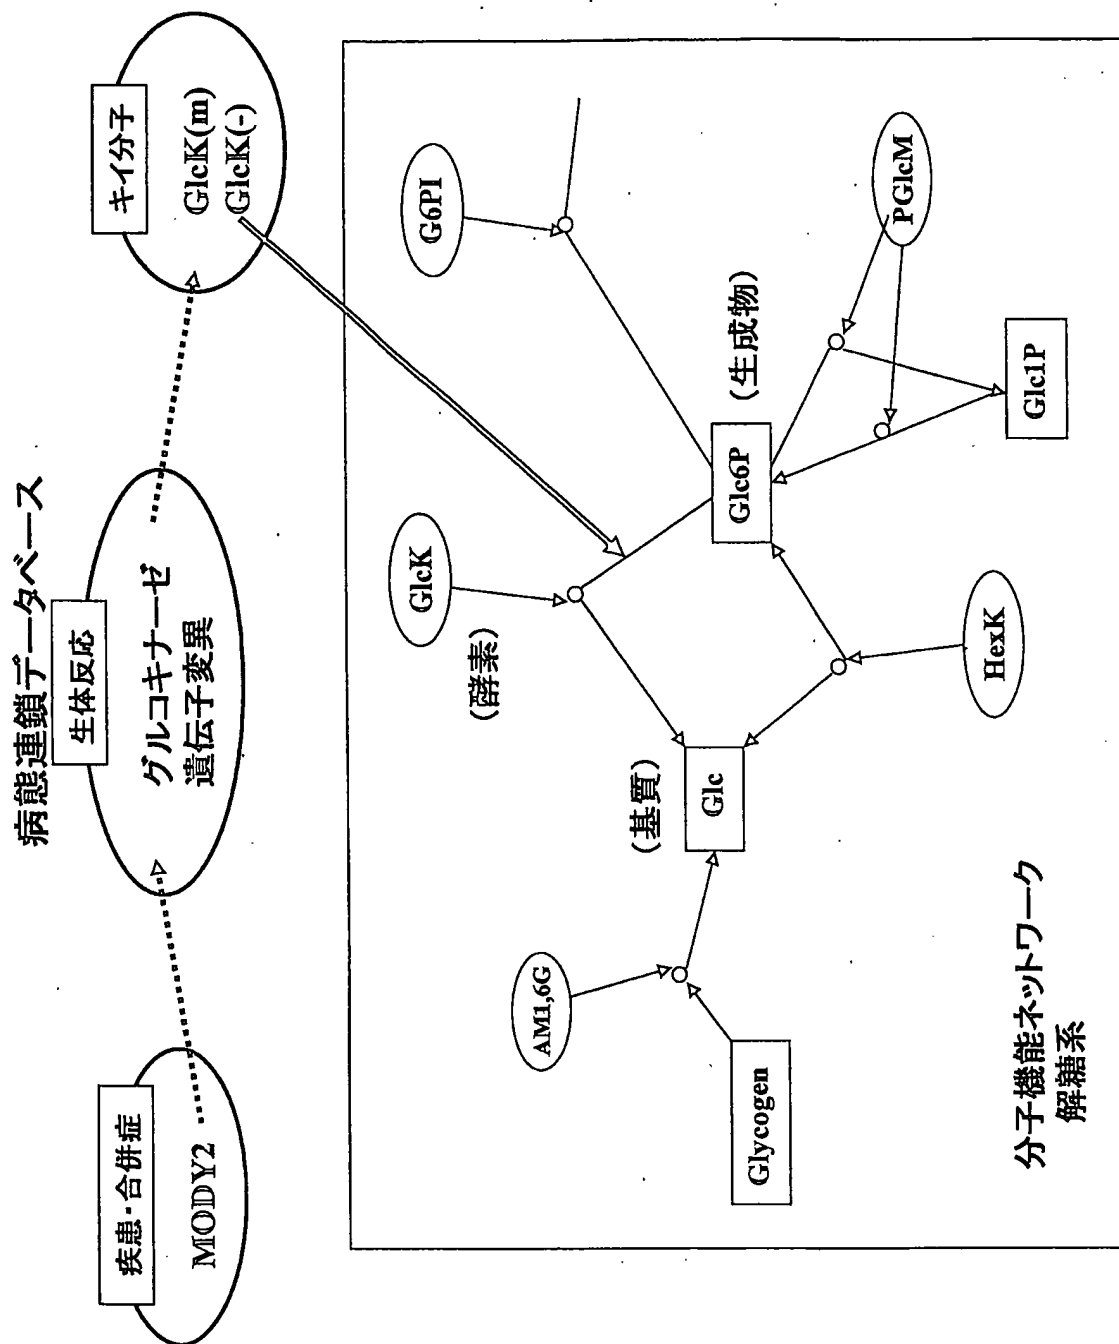 病態連鎖データベース
疾患・合併症
MODY2
生体反応
グルコキナーゼ
遺伝子変異
キイ分子
GlcK(m)
GlcK(-)
AM1,6G
Glycogen
(基質)
Glc
(酵素)
GlcK
HexK
Glc6P
(生成物)
G6PI
Glc1P
PGlcM
分子機能ネットワーク
解糖系